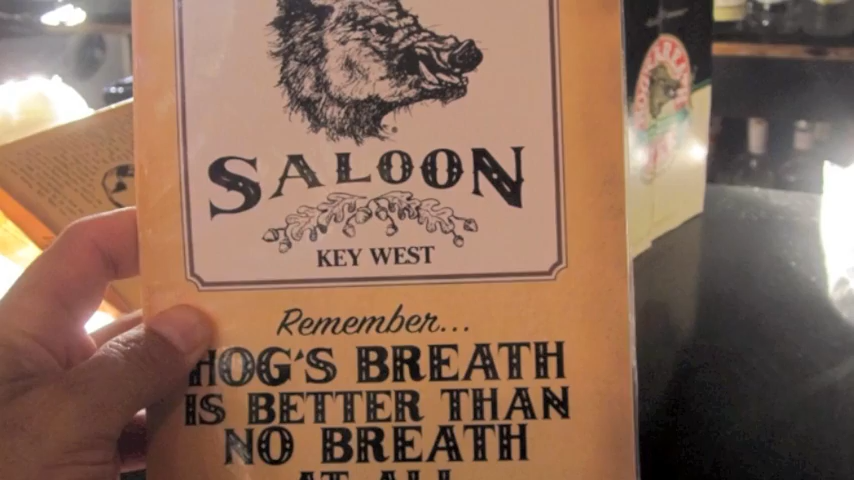 SALOON
KEY WEST
Remember...
HOG'S BREATH
IS BETTER THAN
NO BREATH
AT ALL